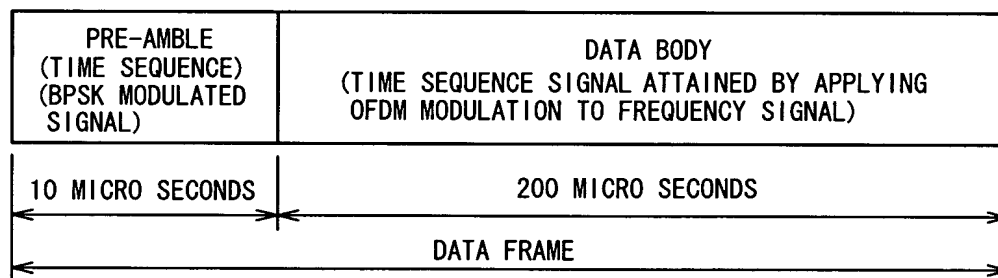 PRE-AMBLE
(TIME SEQUENCE)
(BPSK MODULATED
SIGNAL)
DATA BODY
(TIME SEQUENCE SIGNAL ATTAINED BY APPLYING
OFDM MODULATION TO FREQUENCY SIGNAL)
10 MICRO SECONDS
200 MICRO SECONDS
DATA FRAME